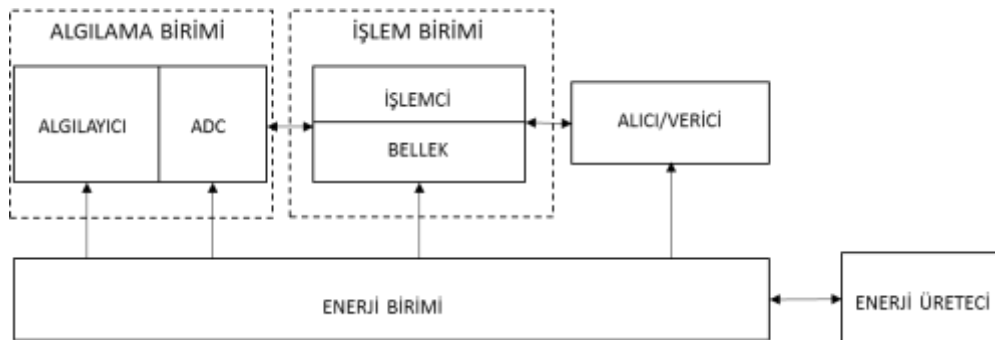 ALGILAMA BİRİMİ
İŞLEM BİRİMİ
ALGILAYICI
ADC
İŞLEMCİ
BELLEK
ALICI/VERİCİ
ENERJİ BİRİMİ
ENERJİ ÜRETECİ